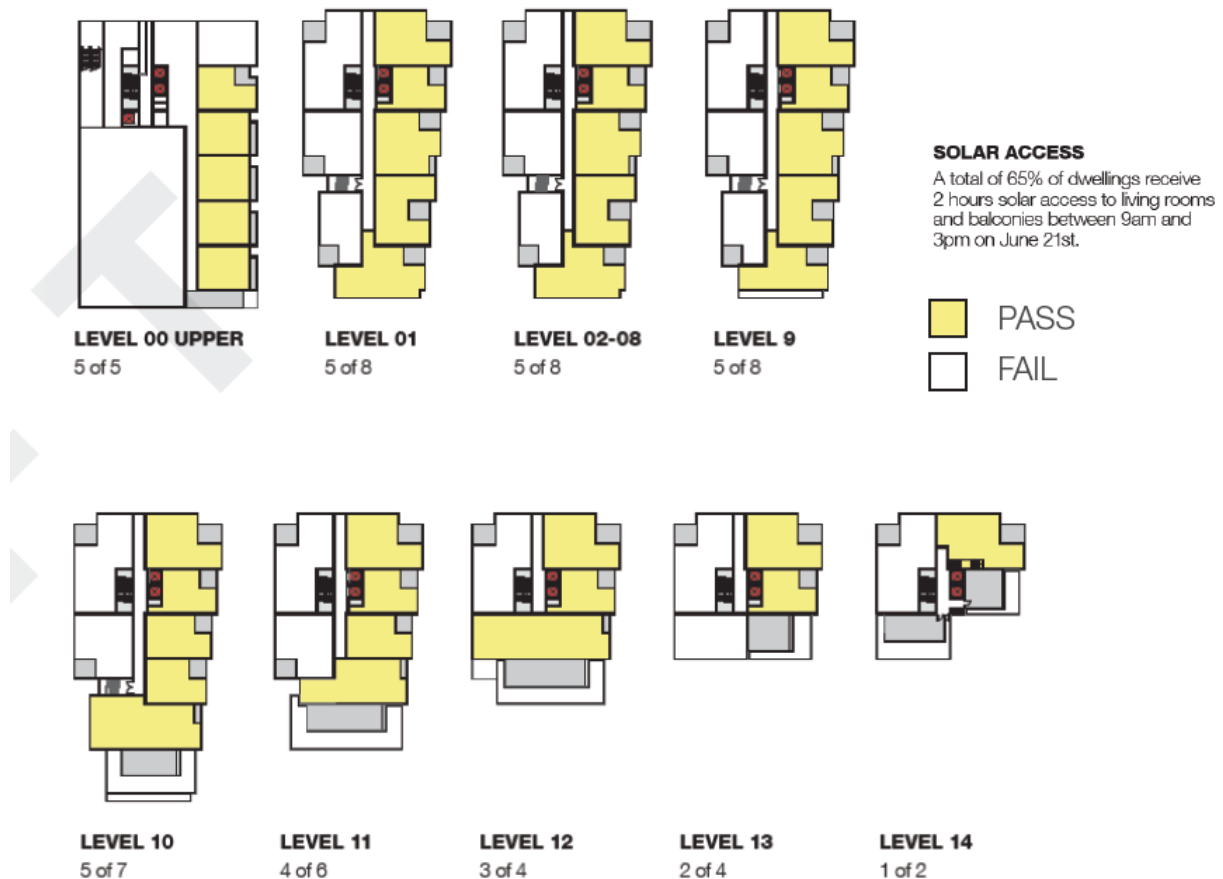 SOLAR ACCESS
A total of 65% of dwellings receive
2 hours solar access to living rooms
and balconies between 9am and
3pm on June 21st.
PASS
FAIL
LEVEL 00 UPPER
5 of 5
LEVEL 01
5 of 8
LEVEL 02-08
5 of 8
LEVEL 9
5 of 8
LEVEL 10
5 of 7
LEVEL 11
4 of 6
LEVEL 12
3 of 4
LEVEL 13
2 of 4
LEVEL 14
1 of 2